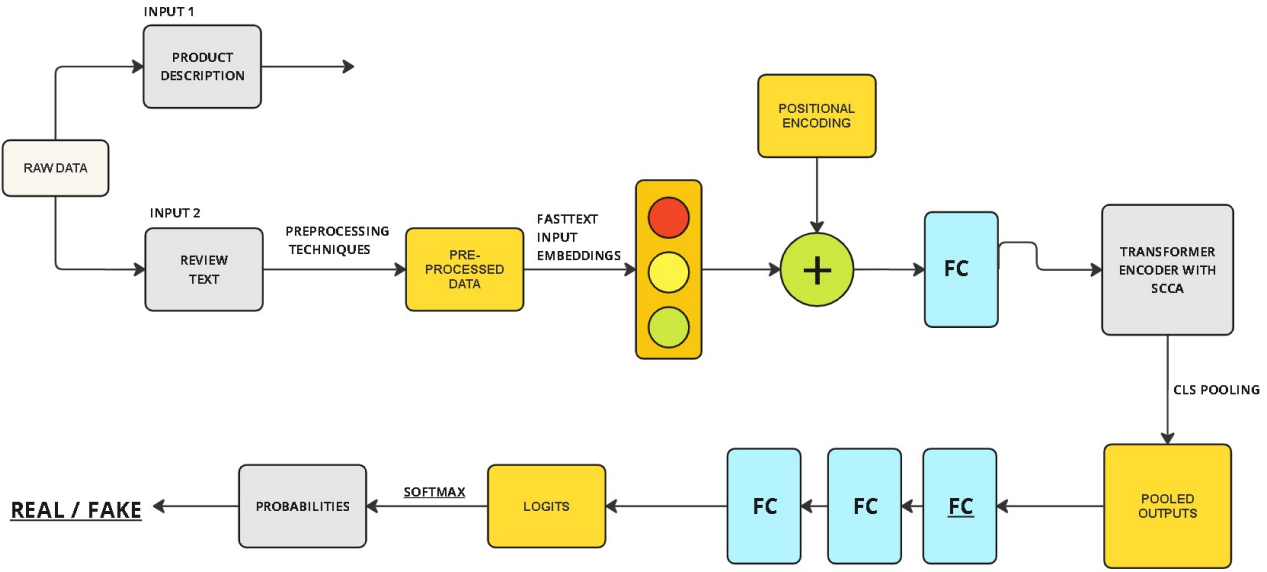 INPUT 1
PRODUCT
DESCRIPTION
RAW DATA
INPUT 2
REVIEW
TEXT
PREPROCESSING
TECHNIQUES
PRE-
PROCESSED
DATA
FASTTEXT
INPUT
EMBEDDINGS
POSITIONAL
ENCODING
+
FC
TRANSFORMER
ENCODER WITH
SCCA
CLS POOLING
POOLED
OUTPUTS
FC
FC
FC
LOGITS
SOFTMAX
PROBABILITIES
REAL / FAKE